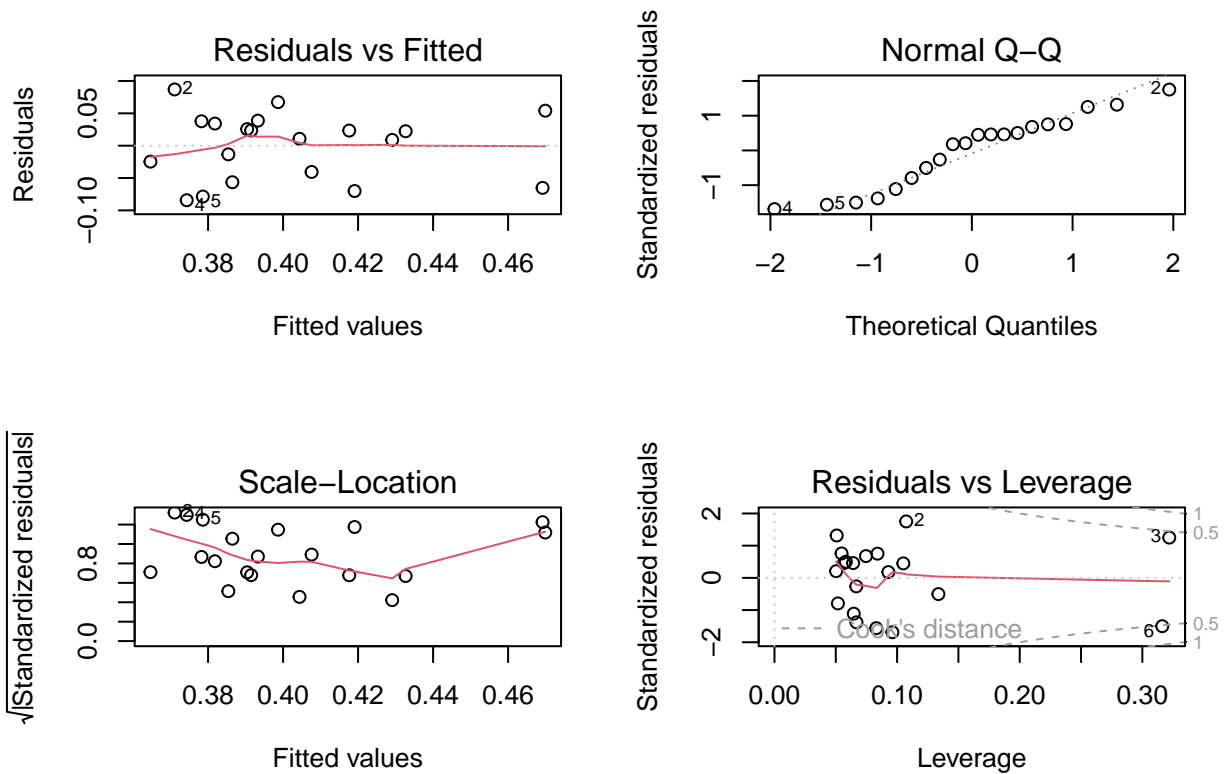 Residuals vs Fitted
Residuals
0.05
−0.10
2
4
5
0.38 0.40 0.42 0.44 0.46
Fitted values
Normal Q−Q
Standardized residuals
1
−1
2
4
5
−2 −1 0 1 2
Theoretical Quantiles
Scale−Location
√|Standardized residuals|
0.8
0.0
2
4
5
0.38 0.40 0.42 0.44 0.46
Fitted values
Residuals vs Leverage
Standardized residuals
2
0
−2
2
3
6
1
0.5
0.5
1
Cook's distance
0.00 0.10 0.20 0.30
Leverage